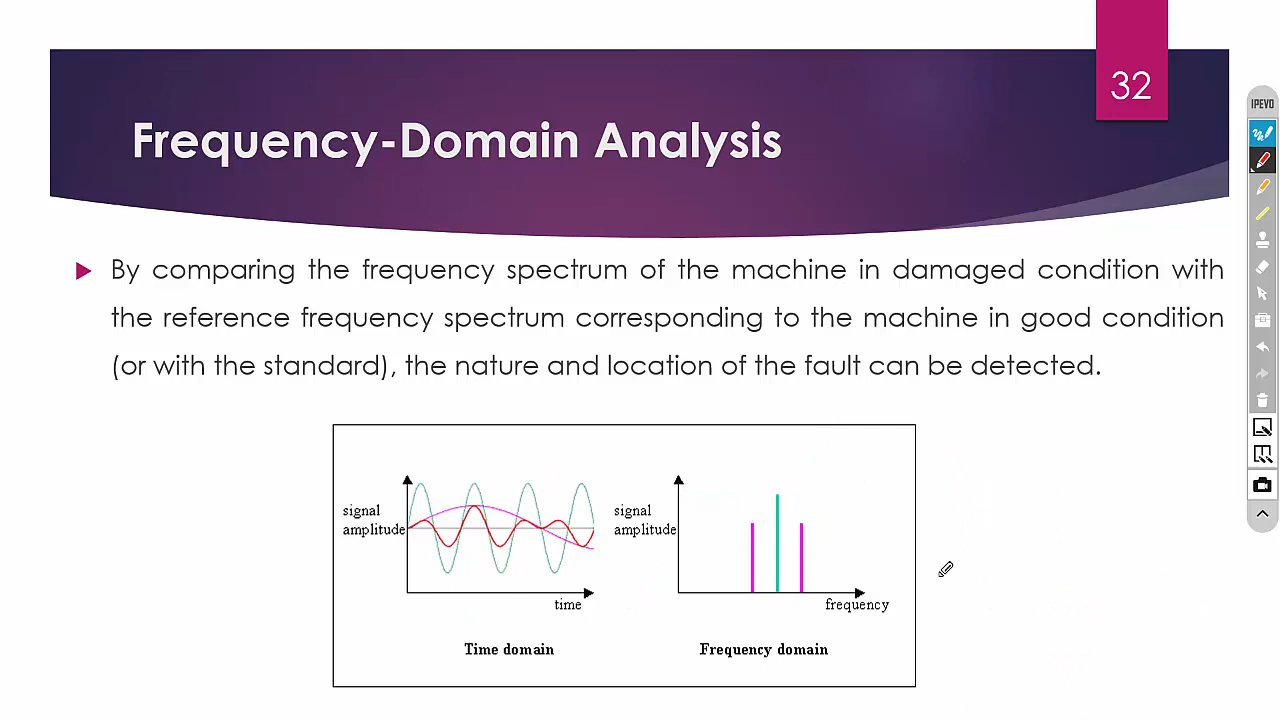 32
IPEVO
Frequency-Domain Analysis
By comparing the frequency spectrum of the machine in damaged condition with
the reference frequency spectrum corresponding to the machine in good condition
(or with the standard), the nature and location of the fault can be detected.
signal
amplitude
time
Time domain
signal
amplitude
frequency
Frequency domain